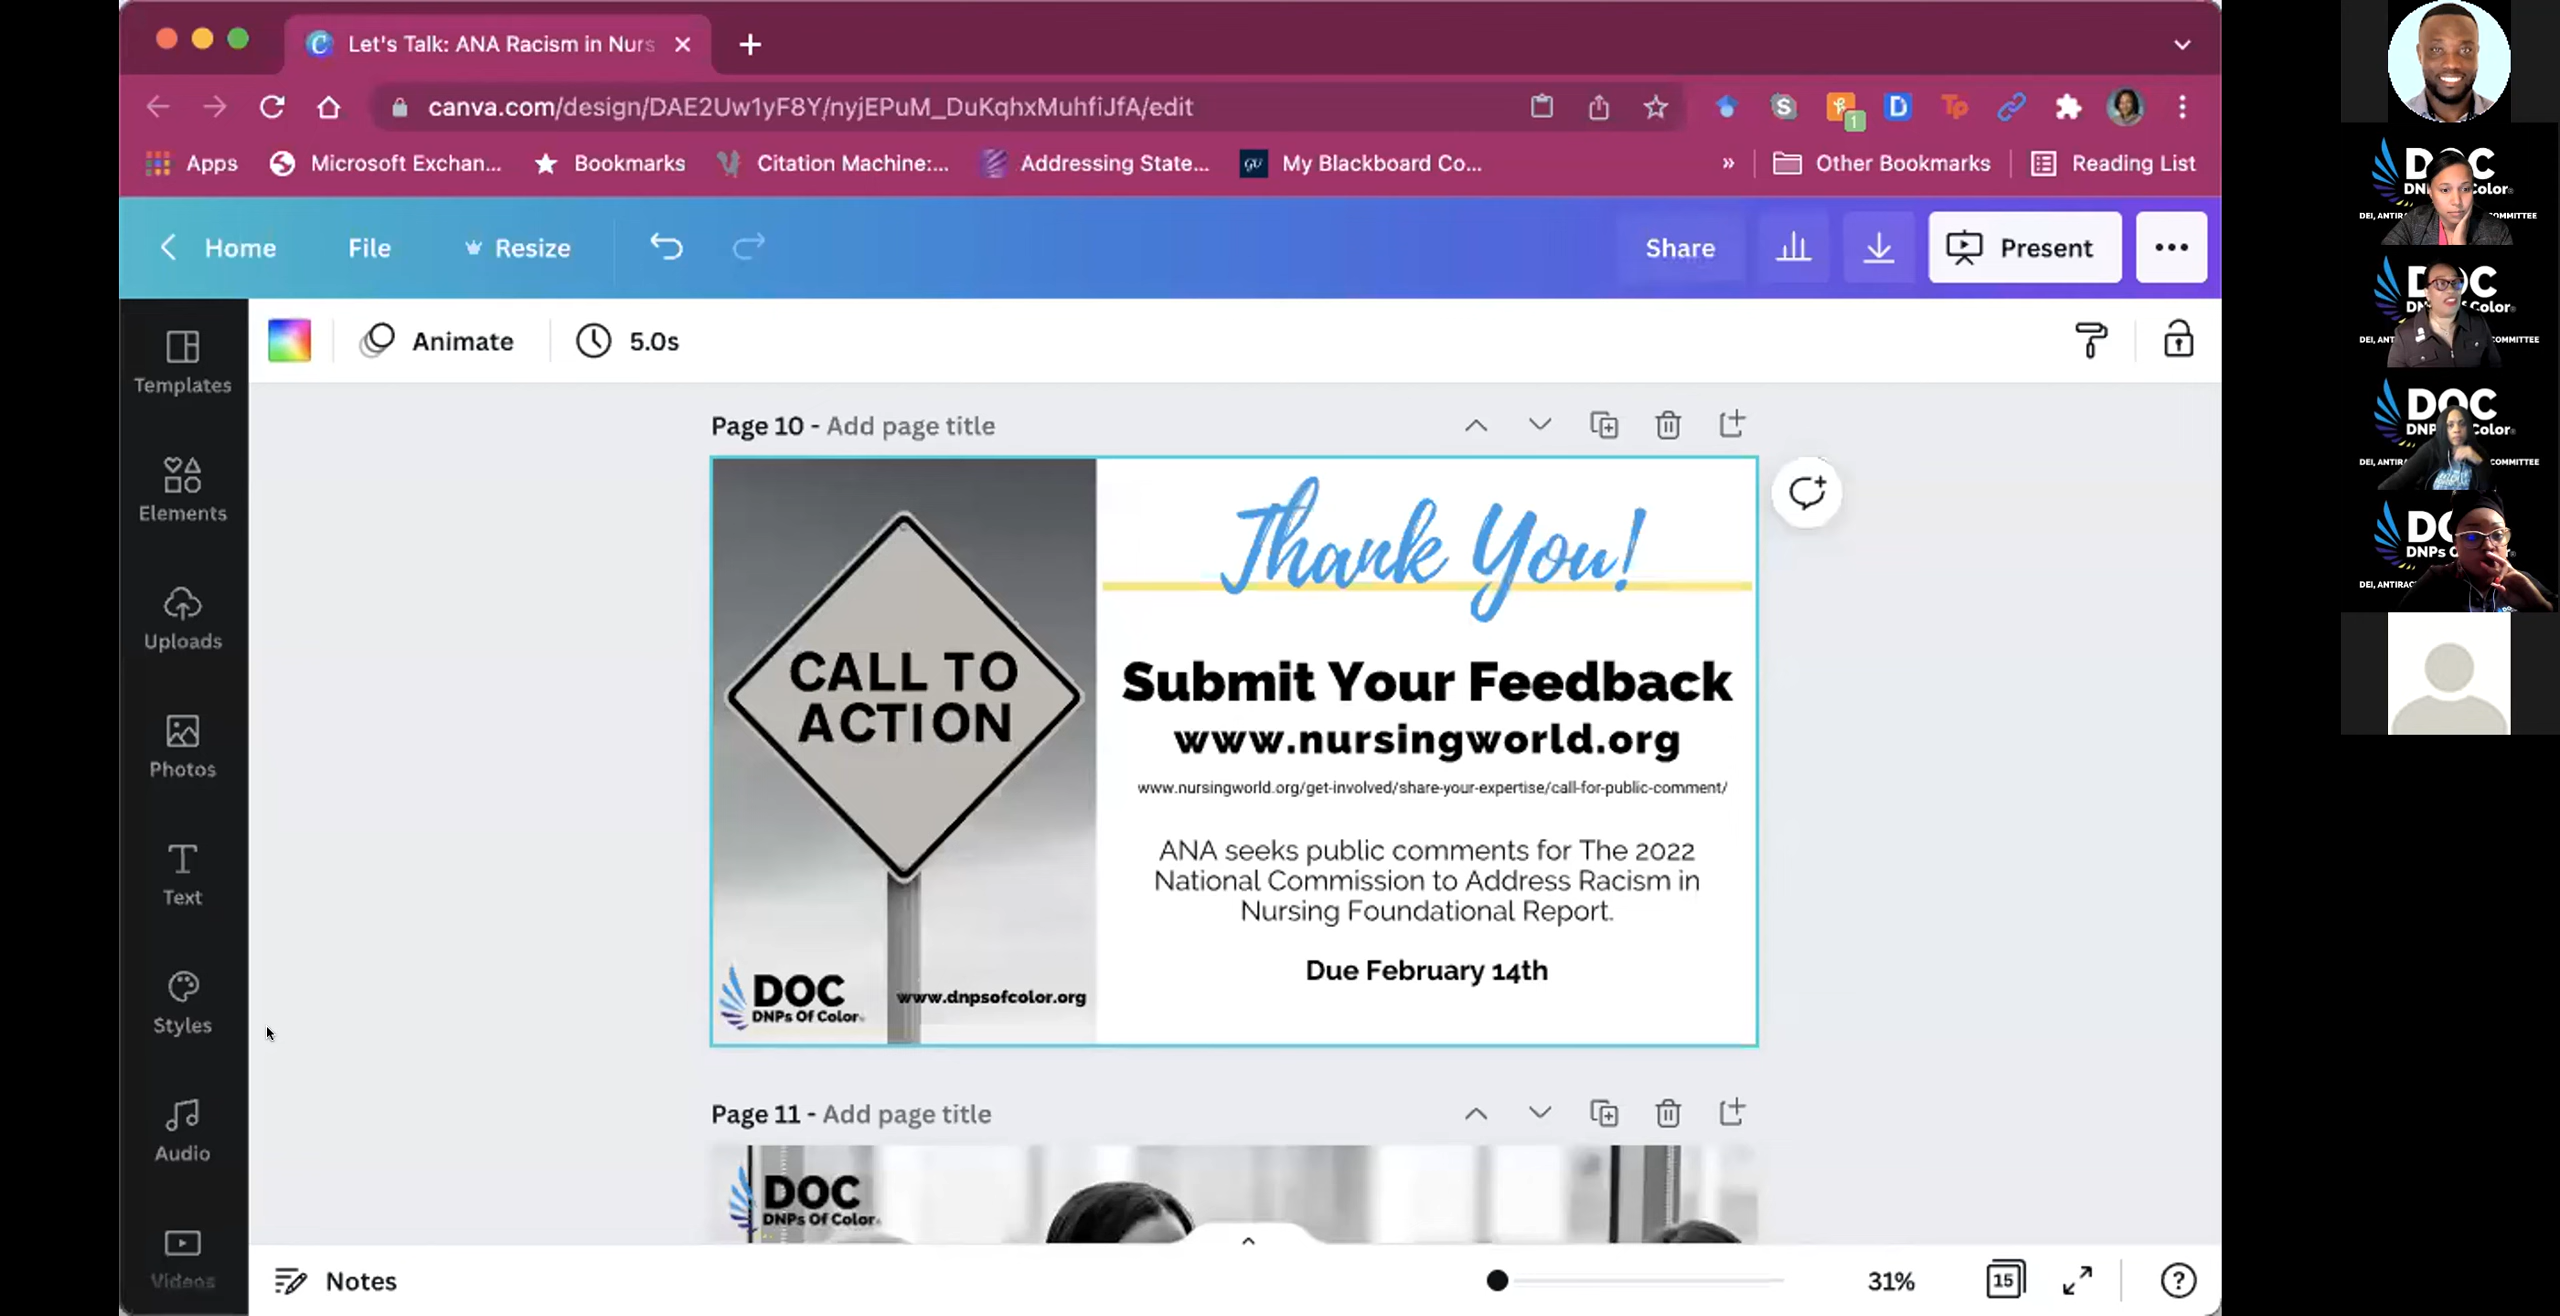 Let's Talk: ANA Racism in Nurs
canva.com/design/DAE2Uw1yF8Y/nyjEPuM_DuKqhxMuhfiJfA/edit
1
Apps
Microsoft Exchan...
Bookmarks
Citation Machine:...
Addressing State...
My Blackboard Co...
Other Bookmarks
Reading List
Home
File
Resize
Share
Present
Animate
5.0s
Templates
Elements
Uploads
Photos
Text
Styles
Audio
Videos
Page 10 - Add page title
CALL TO
ACTION
DOC
DNPs Of Color
www.dnpsofcolor.org
Thank You!
Submit Your Feedback
www.nursingworld.org
www.nursingworld.org/get-involved/share-your-expertise/call-for-public-comment/
ANA seeks public comments for The 2022
National Commission to Address Racism in
Nursing Foundational Report.
Due February 14th
Page 11 - Add page title
DOC
DNPs Of Color
Notes
31%
15